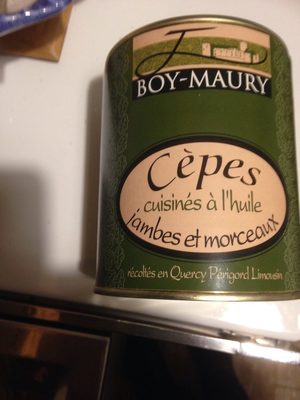 BOY-MAURY
Cèpes
cuisinés à l'huile
jambes et morceaux
récoltés en Quercy Périgord Limousin